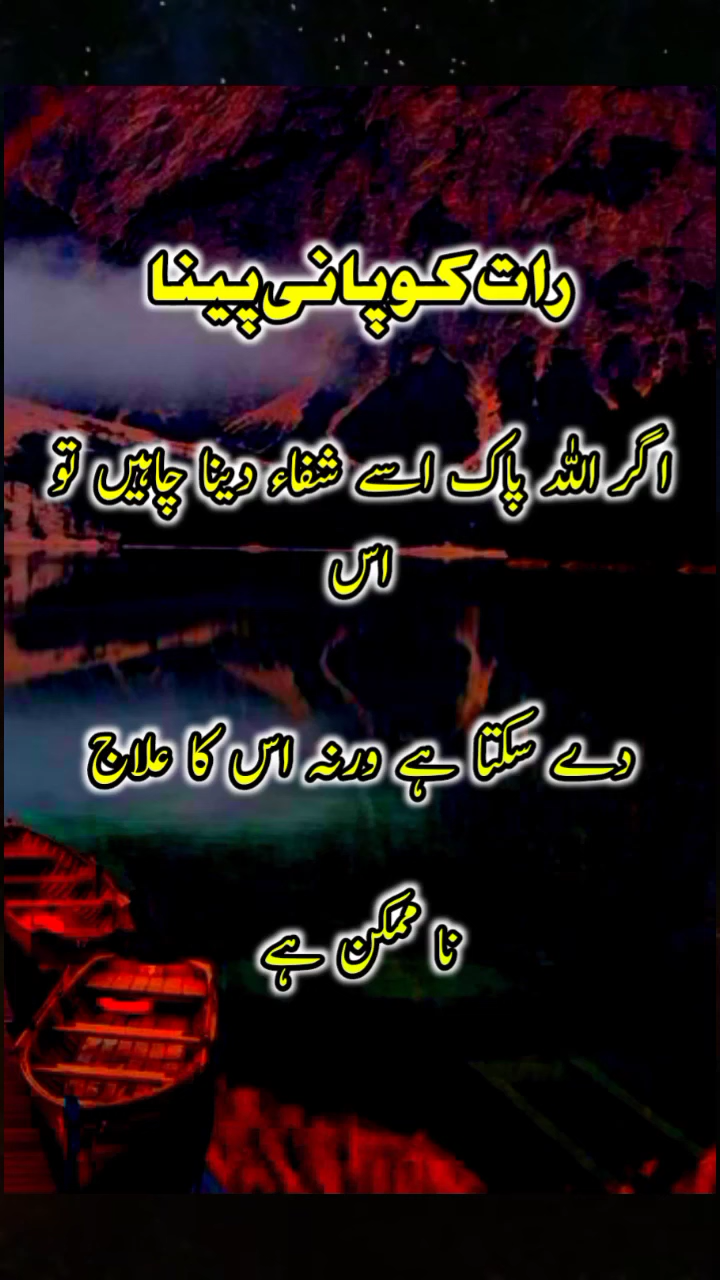 رات کو پانی پینا
اگر اللہ پاک اسے شفاء دینا چاہیں تو
اس
دے سکتا ہے ورنہ اس کا علاج
نا ممکن ہے